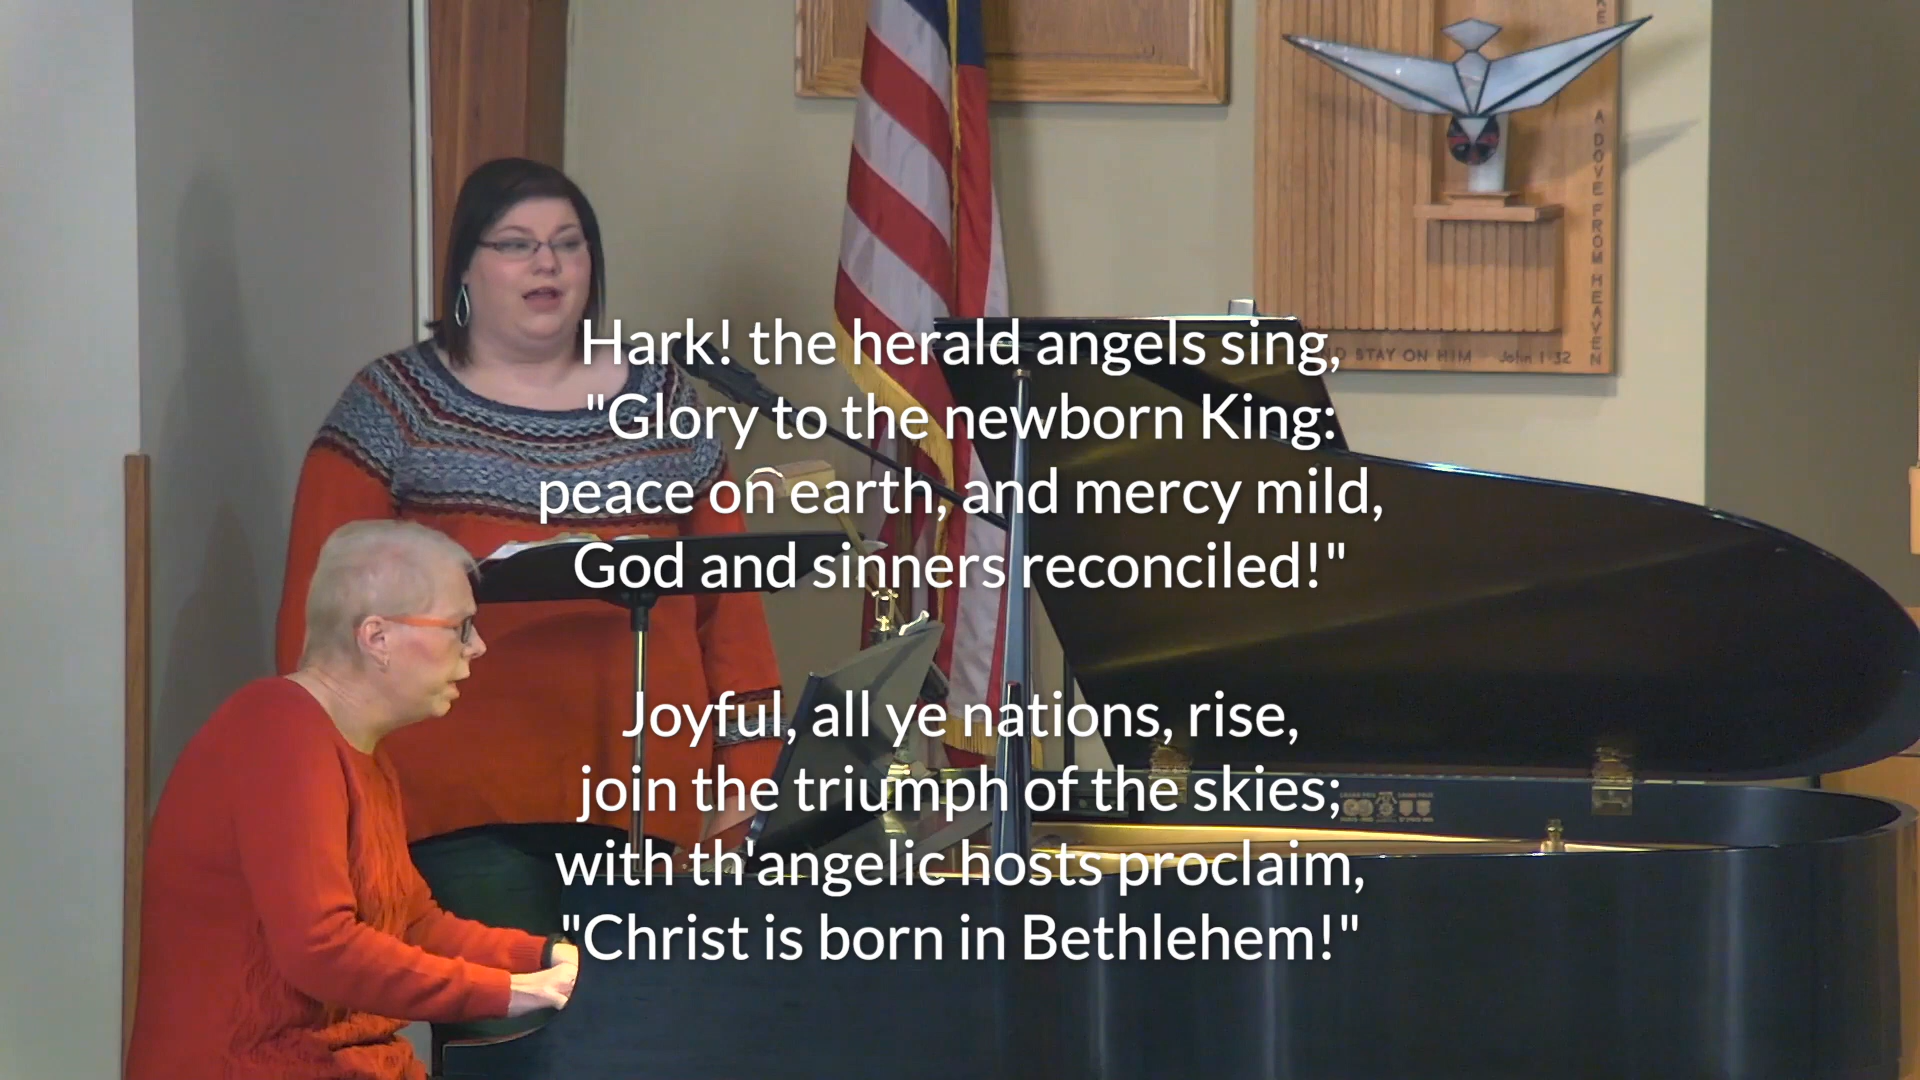 Hark! the herald angels sing,
"Glory to the newborn King:
peace on earth, and mercy mild,
God and sinners reconciled!"
Joyful, all ye nations, rise,
join the triumph of the skies;
with th'angelic hosts proclaim,
"Christ is born in Bethlehem!"
A DOVE FROM HEAVEN
STAY ON HIM John 1:32